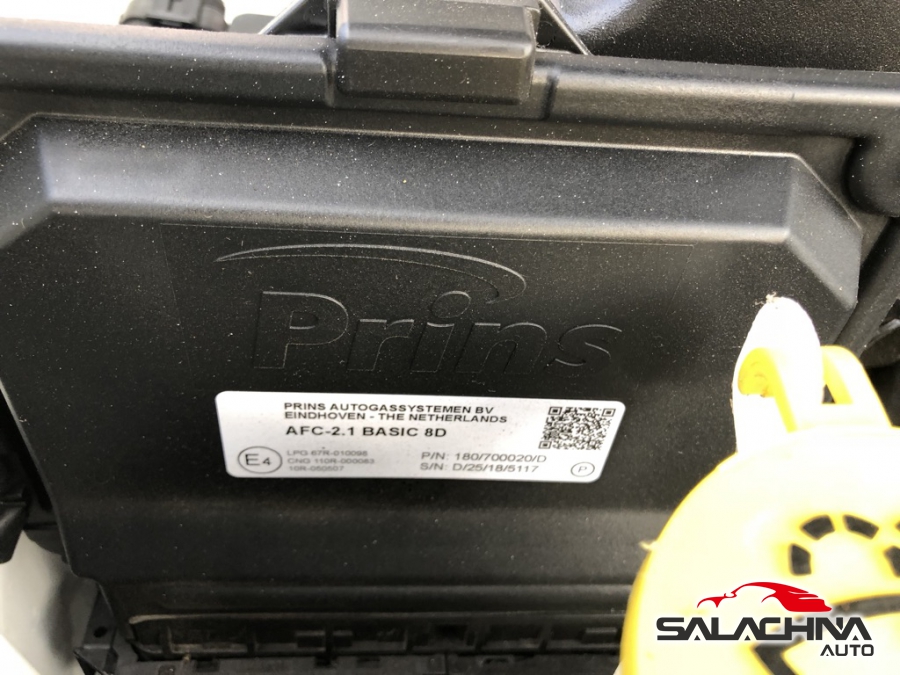 Prins
PRINS AUTOGASSYSTEMEN BV
EINDHOVEN - THE NETHERLANDS
AFC-2.1 BASIC 8D
E4
LPG 67R-010098
CNG 110R-000083
10R-050507
P/N: 180/700020/D
S/N: D/25/18/5117
P
SALACHNA
AUTO